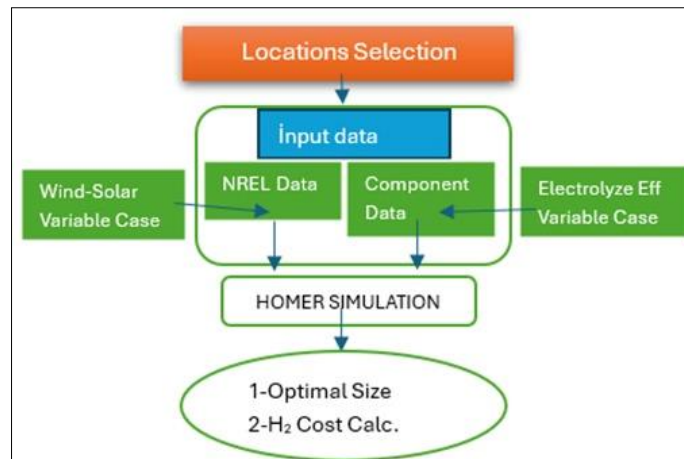 Locations Selection
İnput data
Wind-Solar
Variable Case
NREL Data
Component
Data
Electrolyze Eff
Variable Case
HOMER SIMULATION
1-Optimal Size
2-H₂ Cost Calc.